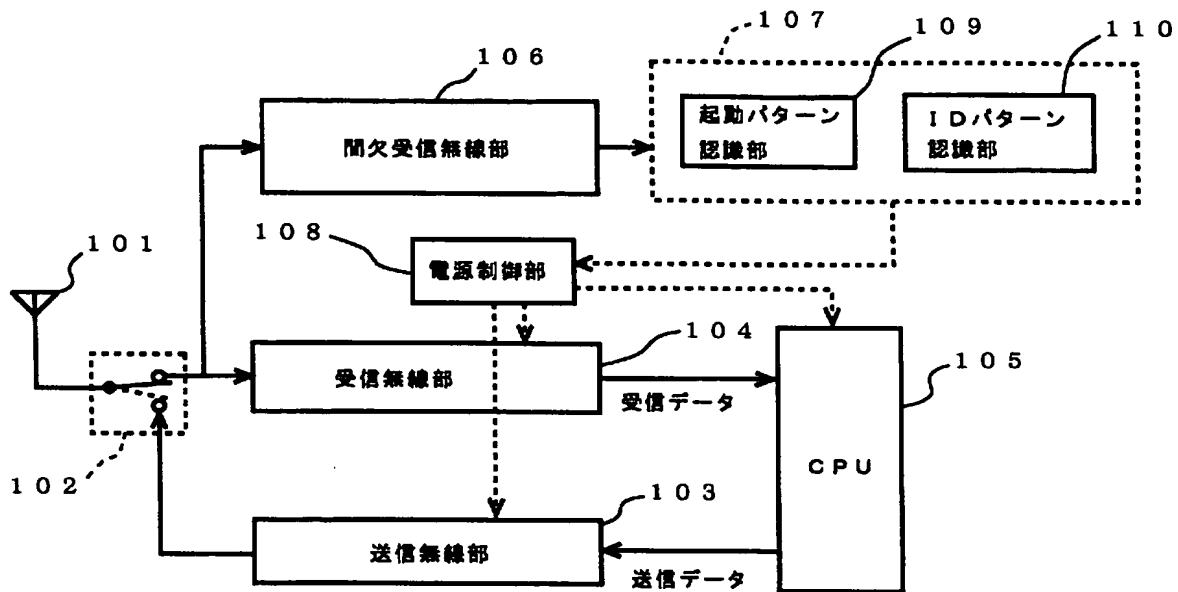 107
109
110
106
起動パターン
認識部
IDパターン
認識部
間欠受信無線部
108
101
電源制御部
104
105
受信無線部
受信データ
CPU
102
103
送信無線部
送信データ